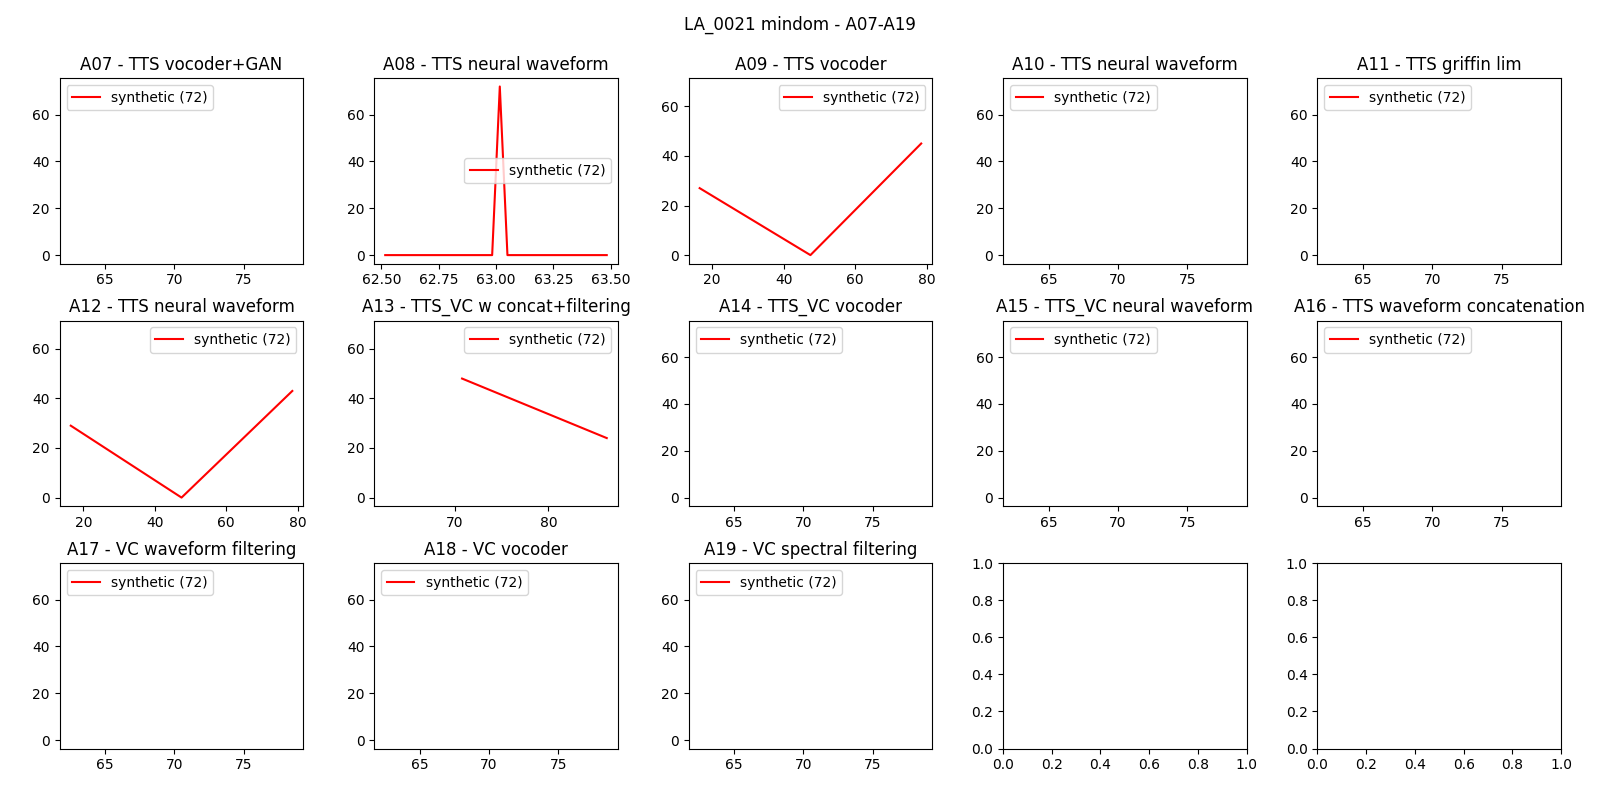 LA_0021 mindom - A07-A19
A07 - TTS vocoder+GAN
synthetic (72)
60
40
20
0
65 70 75
A08 - TTS neural waveform
synthetic (72)
60
40
20
0
62.50 62.75 63.00 63.25 63.50
A09 - TTS vocoder
synthetic (72)
60
40
20
0
20 40 60 80
A10 - TTS neural waveform
synthetic (72)
60
40
20
0
65 70 75
A11 - TTS griffin lim
synthetic (72)
60
40
20
0
65 70 75
A12 - TTS neural waveform
synthetic (72)
60
40
20
0
20 40 60 80
A13 - TTS_VC w concat+filtering
synthetic (72)
60
40
20
0
70 80
A14 - TTS_VC vocoder
synthetic (72)
60
40
20
0
65 70 75
A15 - TTS_VC neural waveform
synthetic (72)
60
40
20
0
65 70 75
A16 - TTS waveform concatenation
synthetic (72)
60
40
20
0
65 70 75
A17 - VC waveform filtering
synthetic (72)
60
40
20
0
65 70 75
A18 - VC vocoder
synthetic (72)
60
40
20
0
65 70 75
A19 - VC spectral filtering
synthetic (72)
60
40
20
0
65 70 75
1.0
0.8
0.6
0.4
0.2
0.0
0.0 0.2 0.4 0.6 0.8 1.0
1.0
0.8
0.6
0.4
0.2
0.0
0.0 0.2 0.4 0.6 0.8 1.0